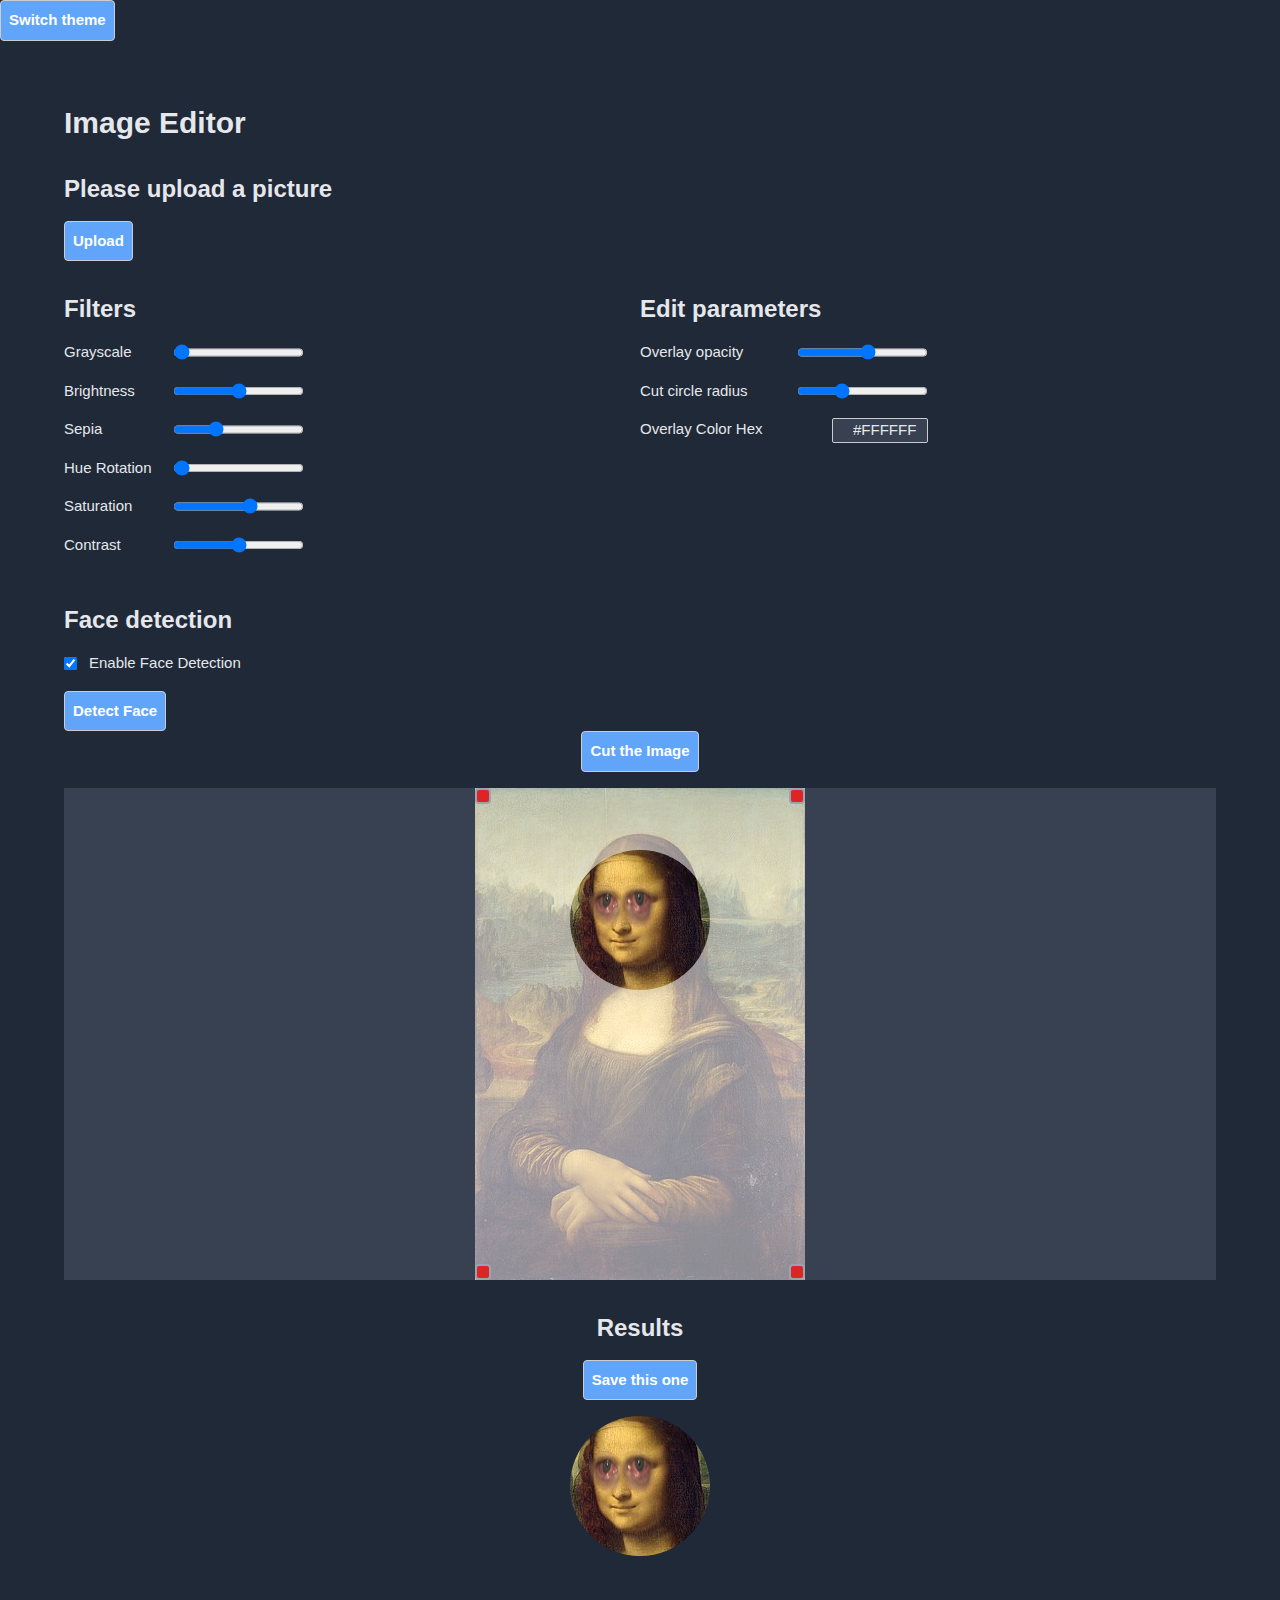 Switch theme
Image Editor
Please upload a picture
Upload
Filters
Grayscale
Brightness
Sepia
Hue Rotation
Saturation
Contrast
Edit parameters
Overlay opacity
Cut circle radius
Overlay Color Hex #FFFFFF
Face detection
Enable Face Detection
Detect Face
Cut the Image
Results
Save this one